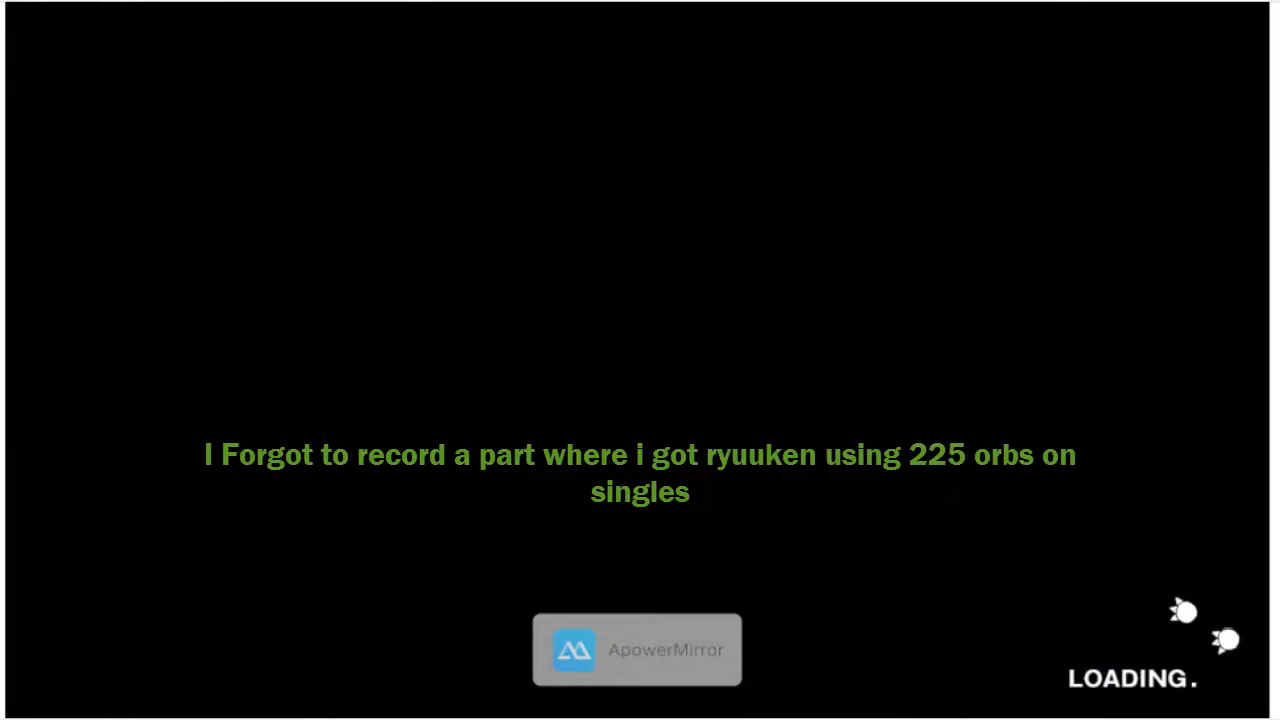 I Forgot to record a part where i got ryuuken using 225 orbs on
singles
ApowerMirror
LOADING.